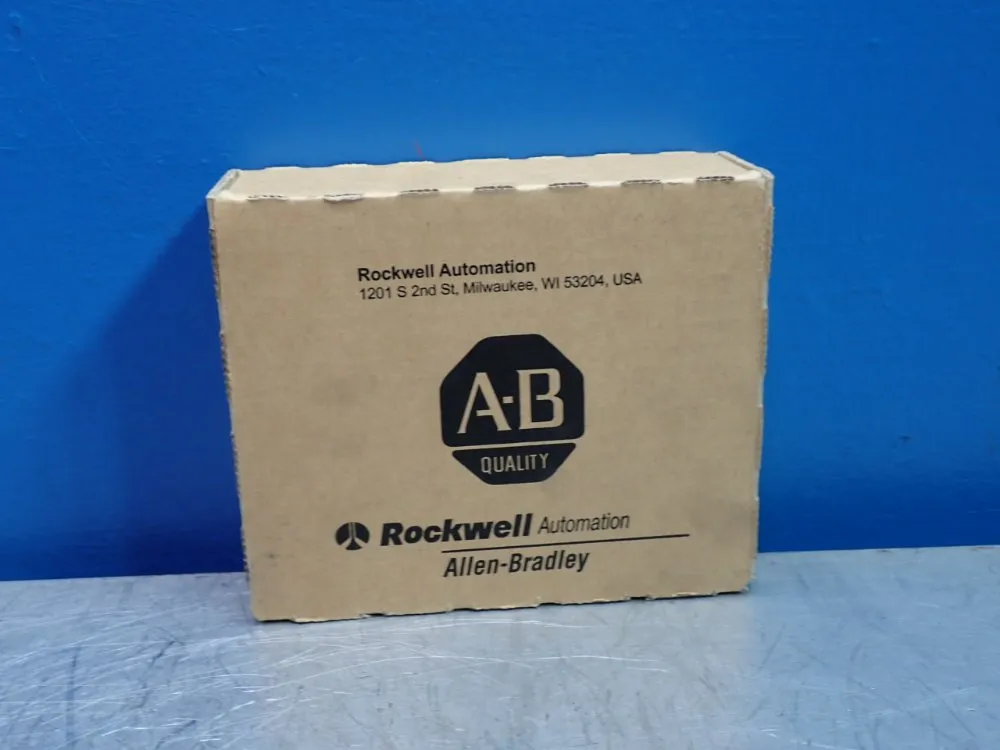 Rockwell Automation
1201 S 2nd St, Milwaukee, WI 53204, USA
A-B
QUALITY
Rockwell Automation
Allen-Bradley